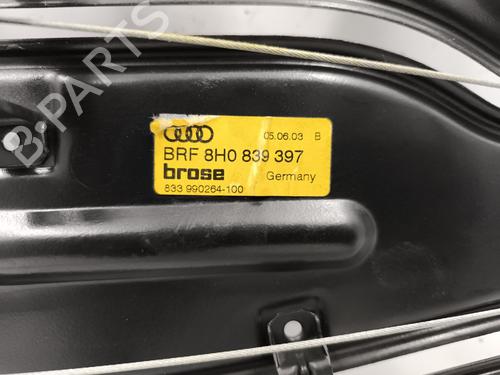 B-PARTS
05.06.03 B
BRF 8H0 839 397
brose Germany
833 990264-100